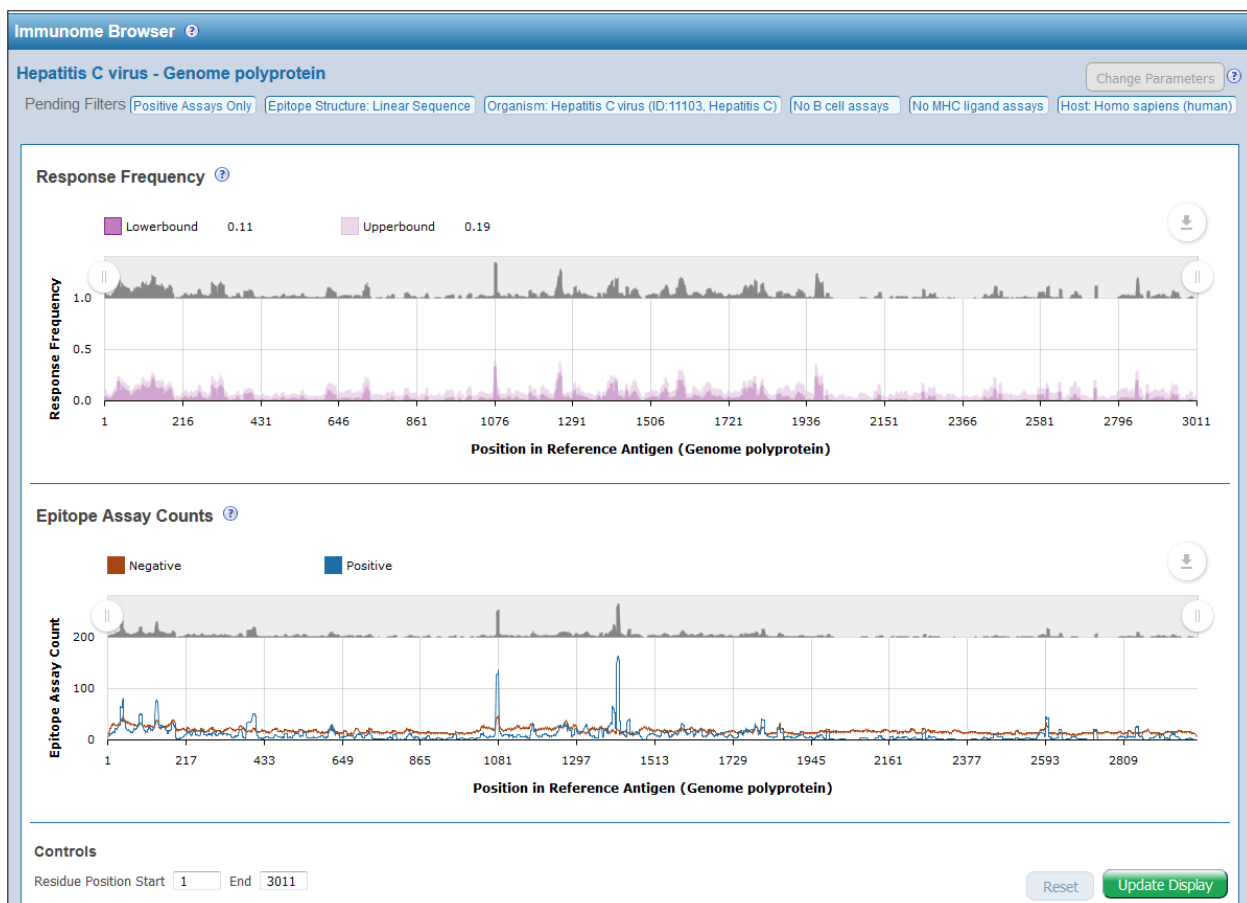 Immunome Browser ?
Hepatitis C virus - Genome polyprotein
Change Parameters ?
Pending Filters Positive Assays Only Epitope Structure: Linear Sequence Organism: Hepatitis C virus (ID:11103, Hepatitis C) No B cell assays No MHC ligand assays Host: Homo sapiens (human)
Response Frequency ?
Lowerbound 0.11 Upperbound 0.19
Response Frequency
1.0
0.5
0.0
1 216 431 646 861 1076 1291 1506 1721 1936 2151 2366 2581 2796 3011
Position in Reference Antigen (Genome polyprotein)
Epitope Assay Counts ?
Negative Positive
Epitope Assay Count
200
100
0
1 217 433 649 865 1081 1297 1513 1729 1945 2161 2377 2593 2809
Position in Reference Antigen (Genome polyprotein)
Controls
Residue Position Start 1 End 3011
Reset Update Display